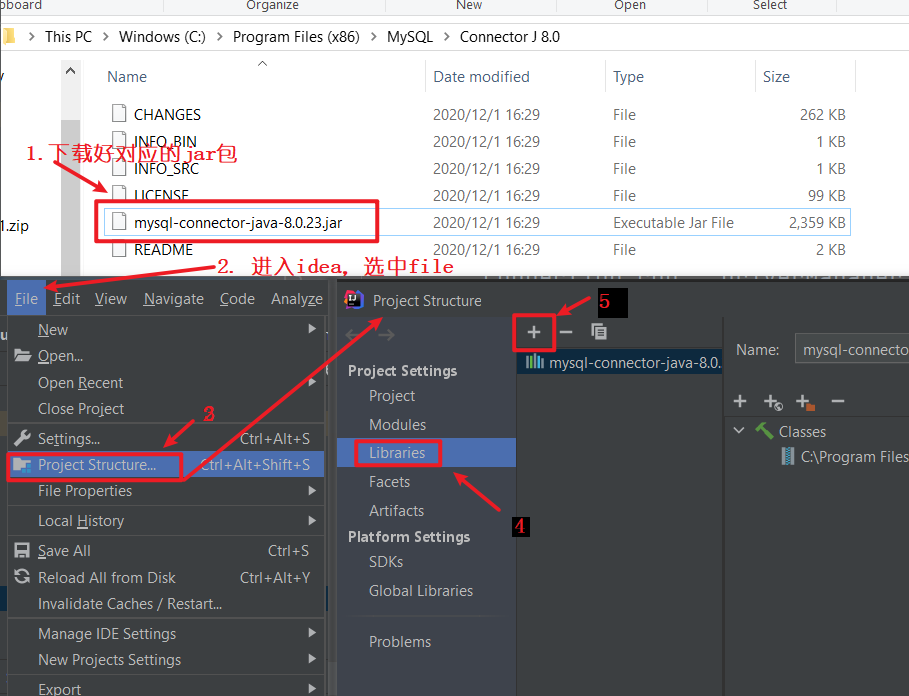 pboard Organize New Open Select
This PC > Windows (C:) > Program Files (x86) > MySQL > Connector J 8.0
Name Date modified Type Size
CHANGES 2020/12/1 16:29 File 262 KB
INFO_BIN 2020/12/1 16:29 File 1 KB
1.下载好对应的jar包
INFO_SRC 2020/12/1 16:29 File 1 KB
LICENSE 2020/12/1 16:29 File 99 KB
1.zip
mysql-connector-java-8.0.23.jar 2020/12/1 16:29 Executable Jar File 2,359 KB
README 2020/12/1 16:29 File 2 KB
2. 进入idea，选中file
File Edit View Navigate Code Analyze
New
Open...
Open Recent
Close Project
3
Settings... Ctrl+Alt+S
Project Structure... Ctrl+Alt+Shift+S
File Properties
Local History
Save All Ctrl+S
Reload All from Disk Ctrl+Alt+Y
Invalidate Caches / Restart...
Manage IDE Settings
New Projects Settings
Export
Project Structure
5
Project Settings
Project
Modules
Libraries
Facets
Artifacts
4
Platform Settings
SDKs
Global Libraries
Problems
mysql-connector-java-8.0.
Name: mysql-connecto
Classes
C:\Program Files